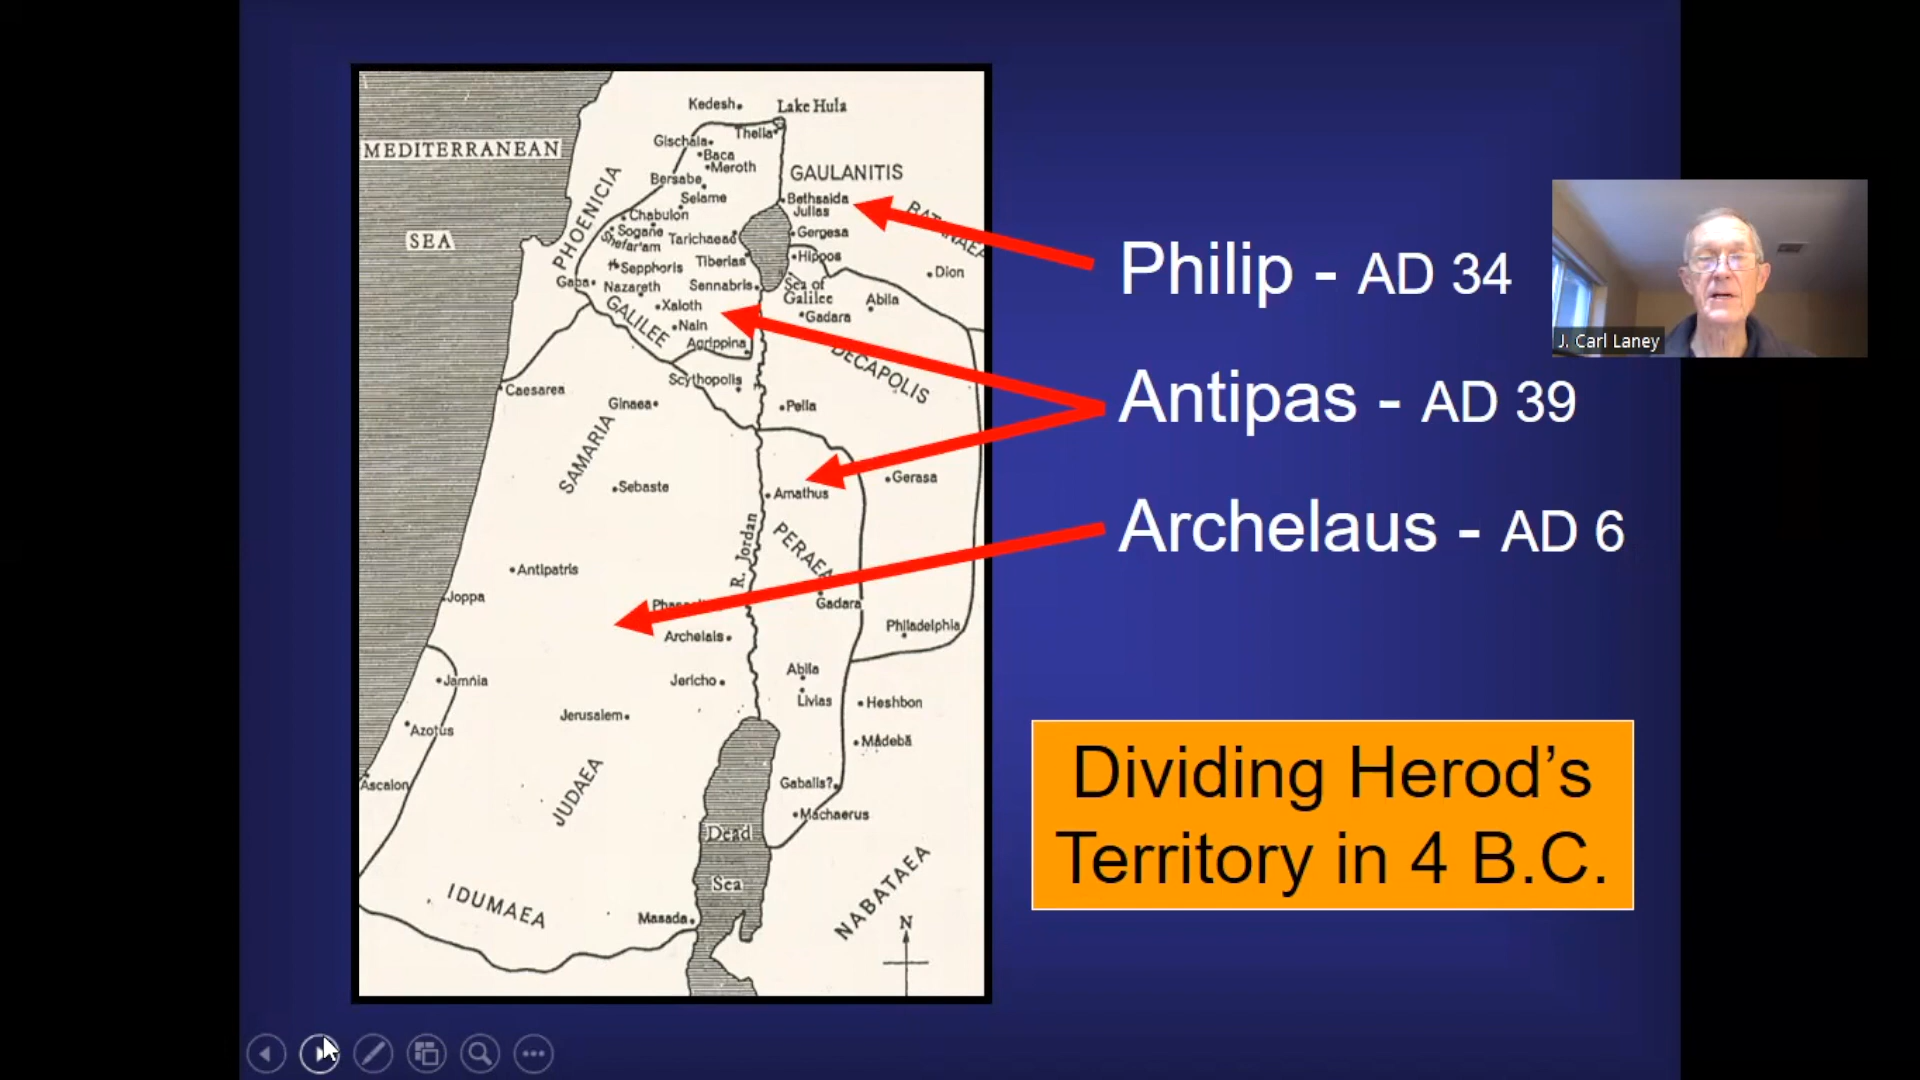 Kedesh
Lake Hula
Thella
Gischala
MEDITERRANEAN
Baca
Meroth
GAULANITIS
Bersabe
Selame
Bethsaida
Julias
PHOENICIA
BATANAEA
Chabulon
Sogane
Shefar'am
Tarichaeae
Gergesa
SEA
Tiberias
Hippos
Sepphoris
Dion
Gaba
Nazareth
Sennabris
Sea of
Galilee
Abila
Xaloth
GALILEE
Gadara
Nain
Agrippina
DECAPOLIS
Scythopolis
Caesarea
Ginaea
Pella
SAMARIA
Sebaste
Amathus
Gerasa
R. Jordan
PERAEA
Antipatris
Joppa
Gadara
Archelais
Philadelphia
Jamnia
Jericho
Abila
Livias
Heshbon
Jerusalem
Azotus
Madeba
Ascalon
JUDAEA
Gaballs?
Machaerus
Dead
Sea
NABATAEA
IDUMAEA
Masada
N
Philip - AD 34
Antipas - AD 39
Archelaus - AD 6
Dividing Herod’s
Territory in 4 B.C.
J. Carl Laney